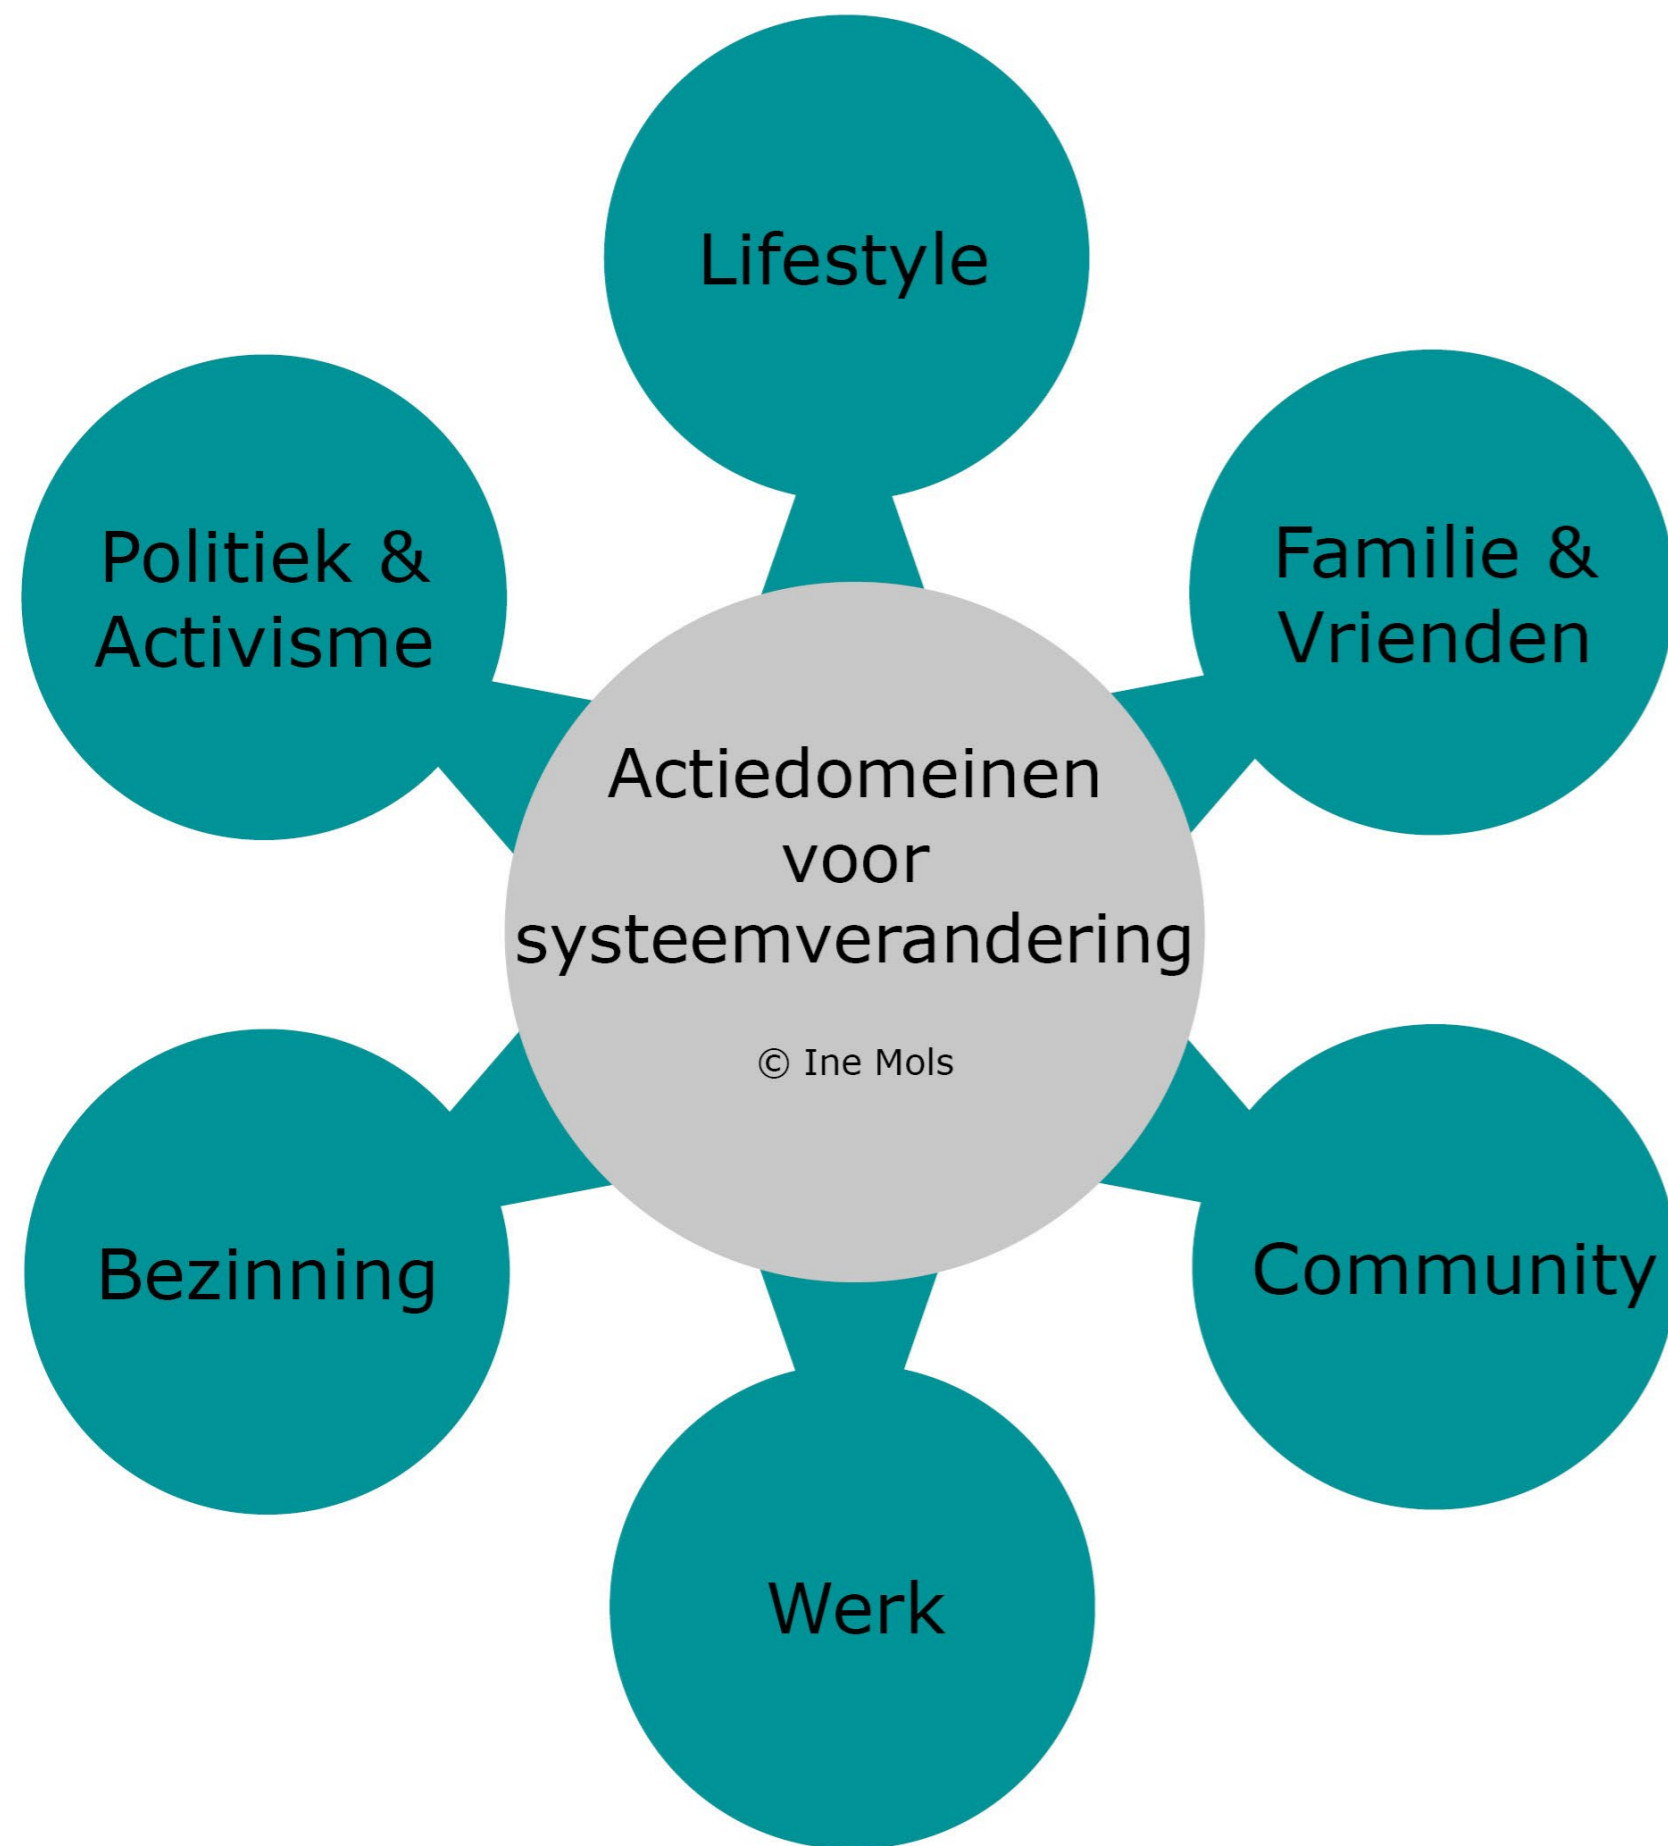 Lifestyle
Familie &
Vrienden
Community
Werk
Bezinning
Politiek &
Activisme
Actiedomeinen
voor
systeemverandering
© Ine Mols